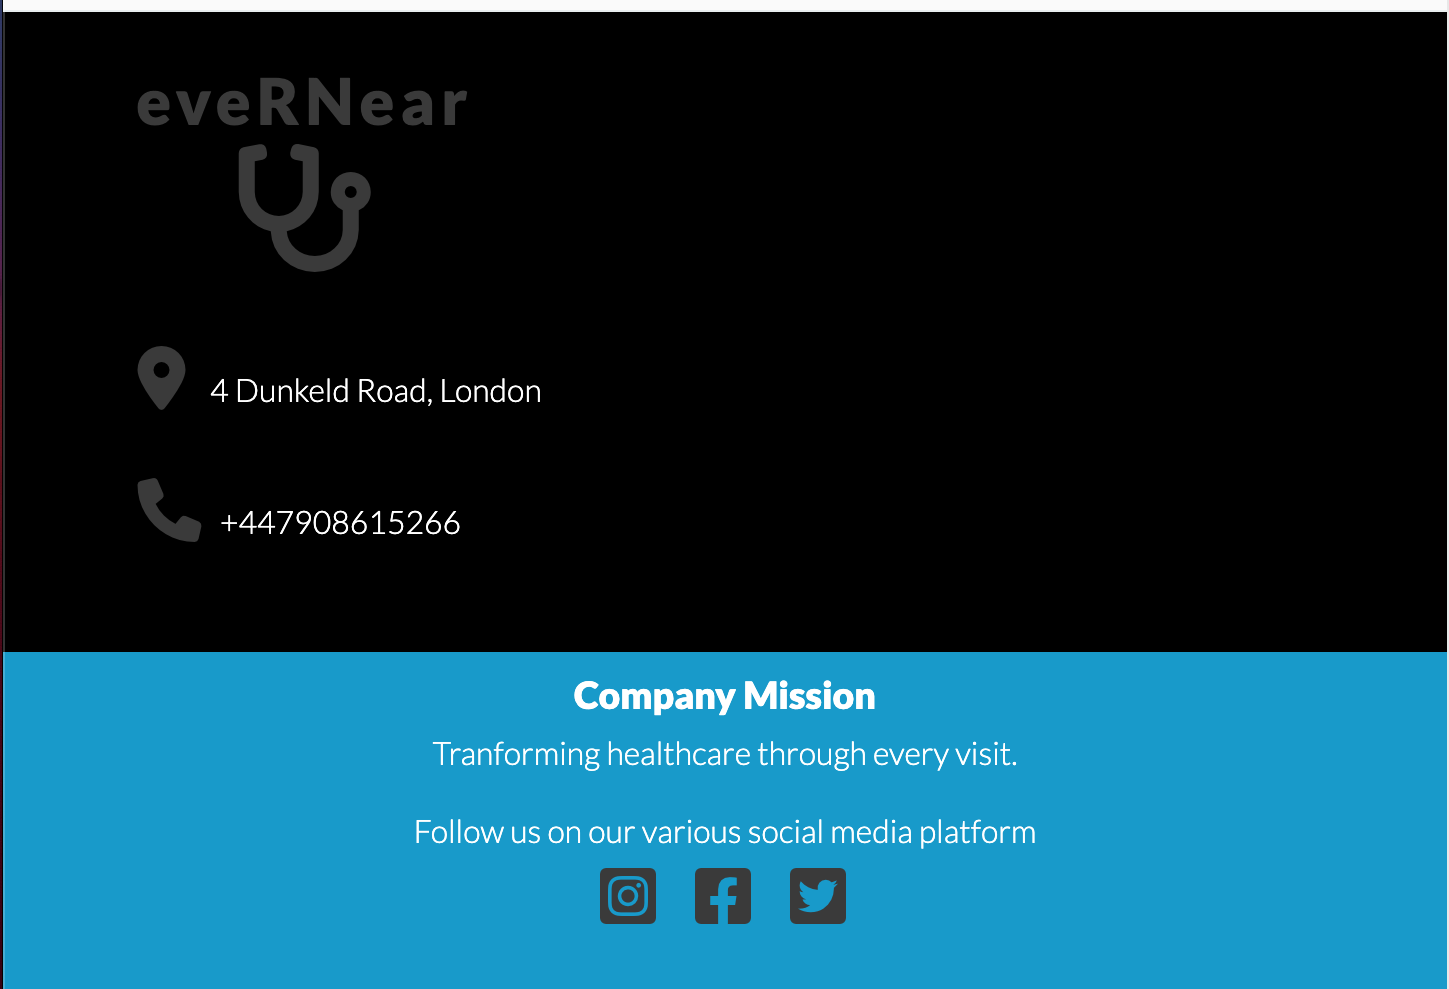 eveRNear
4 Dunkeld Road, London
+447908615266
Company Mission
Tranforming healthcare through every visit.
Follow us on our various social media platform